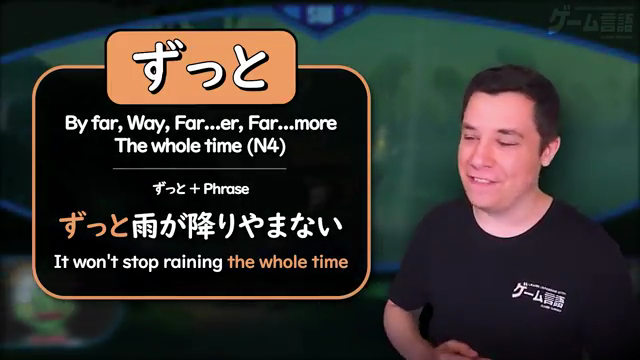 ゲーム言語
ずっと
By far, Way, Far...er, Far...more
The whole time (N4)
ずっと + Phrase
ずっと雨が降りやまない
It won't stop raining the whole time
ゲーム言語